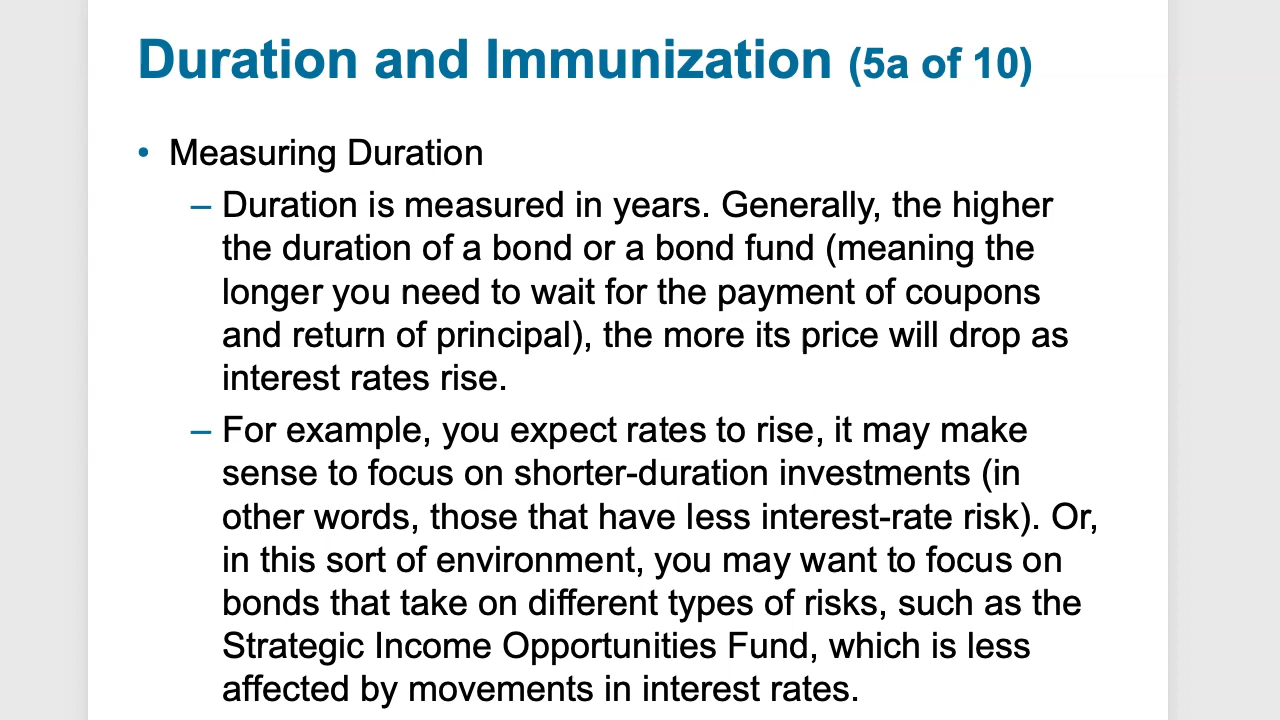 Duration and Immunization (5a of 10)
• Measuring Duration
– Duration is measured in years. Generally, the higher
the duration of a bond or a bond fund (meaning the
longer you need to wait for the payment of coupons
and return of principal), the more its price will drop as
interest rates rise.
– For example, you expect rates to rise, it may make
sense to focus on shorter-duration investments (in
other words, those that have less interest-rate risk). Or,
in this sort of environment, you may want to focus on
bonds that take on different types of risks, such as the
Strategic Income Opportunities Fund, which is less
affected by movements in interest rates.